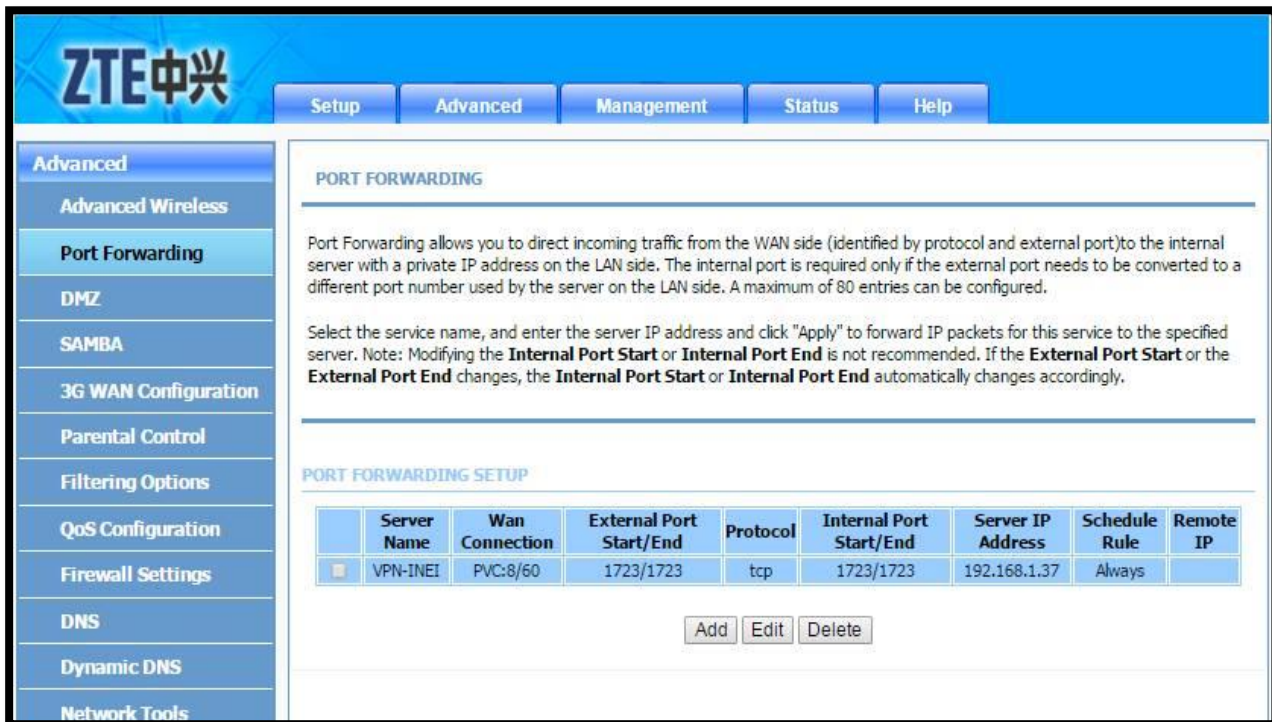 ZTE中兴
Setup Advanced Management Status Help
Advanced
Advanced Wireless
Port Forwarding
DMZ
SAMBA
3G WAN Configuration
Parental Control
Filtering Options
QoS Configuration
Firewall Settings
DNS
Dynamic DNS
Network Tools
PORT FORWARDING
Port Forwarding allows you to direct incoming traffic from the WAN side (identified by protocol and external port)to the internal
server with a private IP address on the LAN side. The internal port is required only if the external port needs to be converted to a
different port number used by the server on the LAN side. A maximum of 80 entries can be configured.
Select the service name, and enter the server IP address and click "Apply" to forward IP packets for this service to the specified
server. Note: Modifying the Internal Port Start or Internal Port End is not recommended. If the External Port Start or the
External Port End changes, the Internal Port Start or Internal Port End automatically changes accordingly.
PORT FORWARDING SETUP
Server Name Wan Connection External Port Start/End Protocol Internal Port Start/End Server IP Address Schedule Rule Remote IP
VPN-INEI PVC:8/60 1723/1723 tcp 1723/1723 192.168.1.37 Always
Add Edit Delete